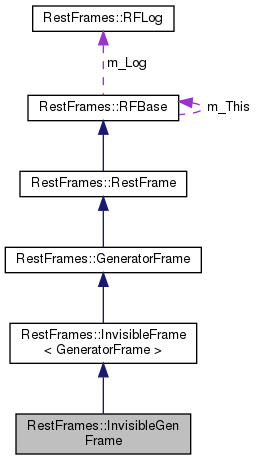 RestFrames::RFLog
m_Log
RestFrames::RFBase
m_This
RestFrames::RestFrame
RestFrames::GeneratorFrame
RestFrames::InvisibleFrame
< GeneratorFrame >
RestFrames::InvisibleGen
Frame